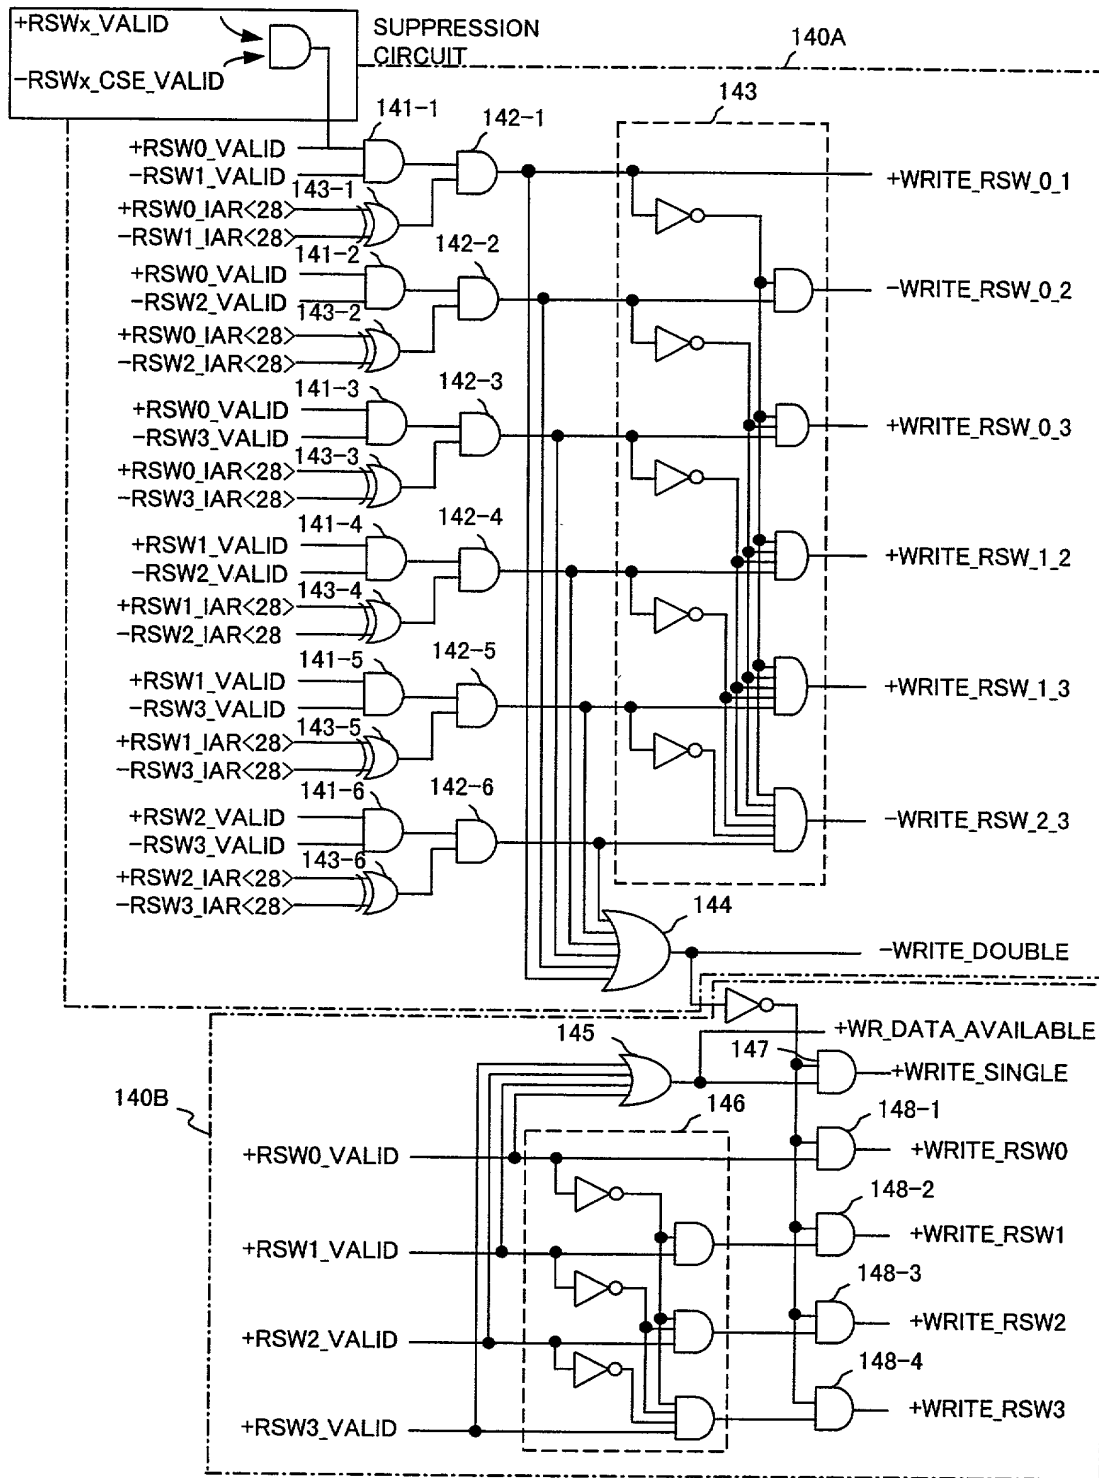 +RSWx_VALID
−RSWx_CSE_VALID
SUPPRESSION
CIRCUIT
140A
141-1
142-1
143
+RSW0_VALID
−RSW1_VALID
143-1
+RSW0_IAR<28>
−RSW1_IAR<28>
+WRITE_RSW_0_1
141-2
142-2
+RSW0_VALID
−RSW2_VALID
143-2
+RSW0_IAR<28>
−RSW2_IAR<28>
−WRITE_RSW_0_2
141-3
142-3
+RSW0_VALID
−RSW3_VALID
143-3
+RSW0_IAR<28>
−RSW3_IAR<28>
+WRITE_RSW_0_3
141-4
142-4
+RSW1_VALID
−RSW2_VALID
143-4
+RSW1_IAR<28>
−RSW2_IAR<28
+WRITE_RSW_1_2
141-5
142-5
+RSW1_VALID
−RSW3_VALID
143-5
+RSW1_IAR<28>
−RSW3_IAR<28>
+WRITE_RSW_1_3
141-6
142-6
+RSW2_VALID
−RSW3_VALID
143-6
+RSW2_IAR<28>
−RSW3_IAR<28>
−WRITE_RSW_2_3
144
−WRITE_DOUBLE
145
+WR_DATA_AVAILABLE
147
+WRITE_SINGLE
140B
146
148-1
+RSW0_VALID
+WRITE_RSW0
148-2
+RSW1_VALID
+WRITE_RSW1
148-3
+RSW2_VALID
+WRITE_RSW2
148-4
+RSW3_VALID
+WRITE_RSW3